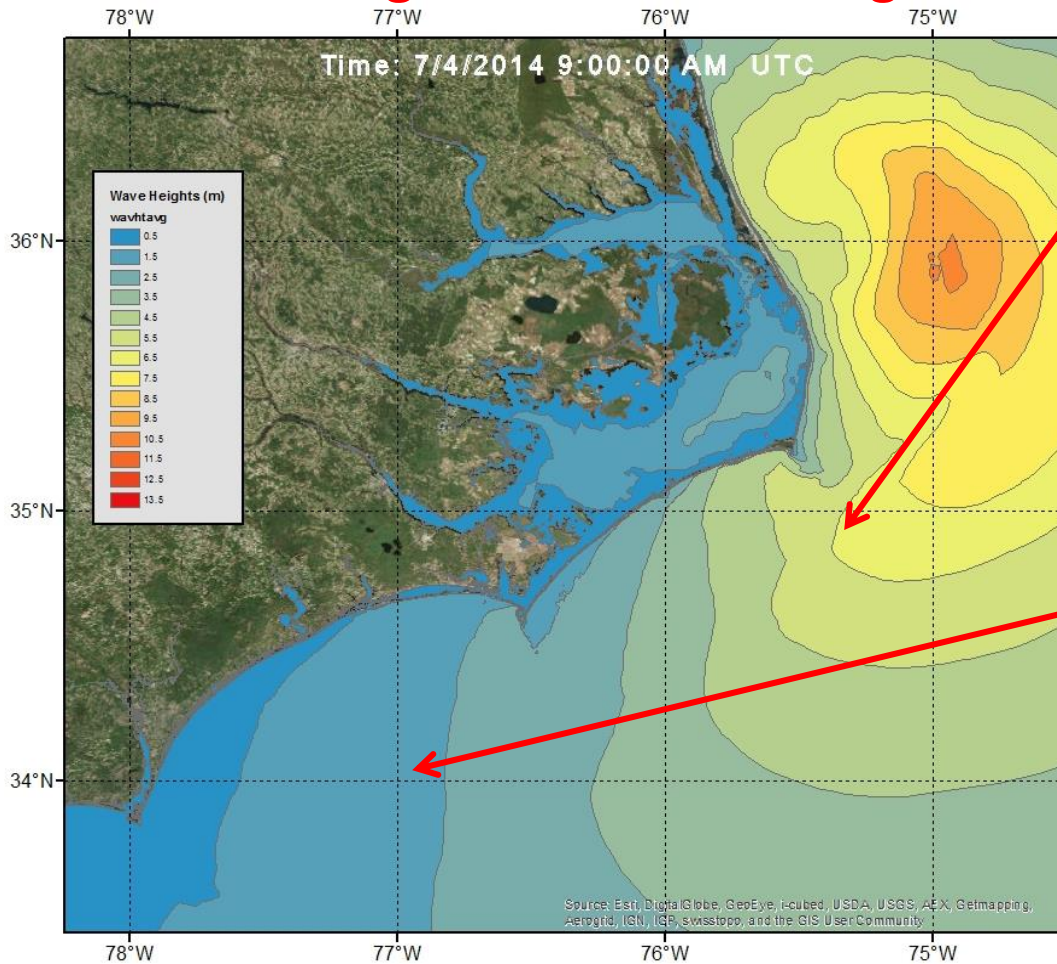 78°W 77°W 76°W 75°W
Time: 7/4/2014 9:00:00 AM UTC
Wave Heights (m)
wavhtavg
0.5
1.5
2.5
3.5
4.5
5.5
6.5
7.5
8.5
9.5
10.5
11.5
12.5
13.5
36°N
35°N
34°N
Source: Esri, DigitalGlobe, GeoEye, i-cubed, USDA, USGS, AEX, Getmapping,
Aerogrid, IGN, IGP, swisstopo, and the GIS User Community
78°W 77°W 76°W 75°W